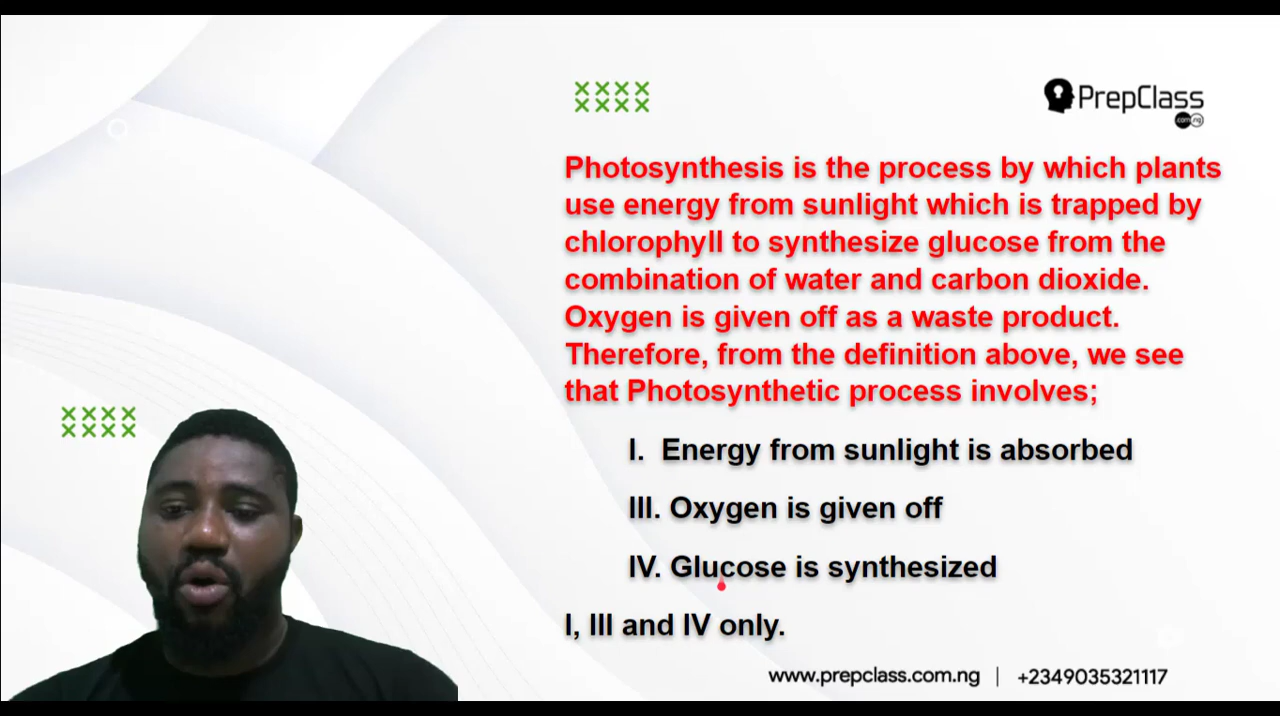 PrepClass
.com.ng
Photosynthesis is the process by which plants
use energy from sunlight which is trapped by
chlorophyll to synthesize glucose from the
combination of water and carbon dioxide.
Oxygen is given off as a waste product.
Therefore, from the definition above, we see
that Photosynthetic process involves;
I. Energy from sunlight is absorbed
III. Oxygen is given off
IV. Glucose is synthesized
I, III and IV only.
www.prepclass.com.ng | +2349035321117